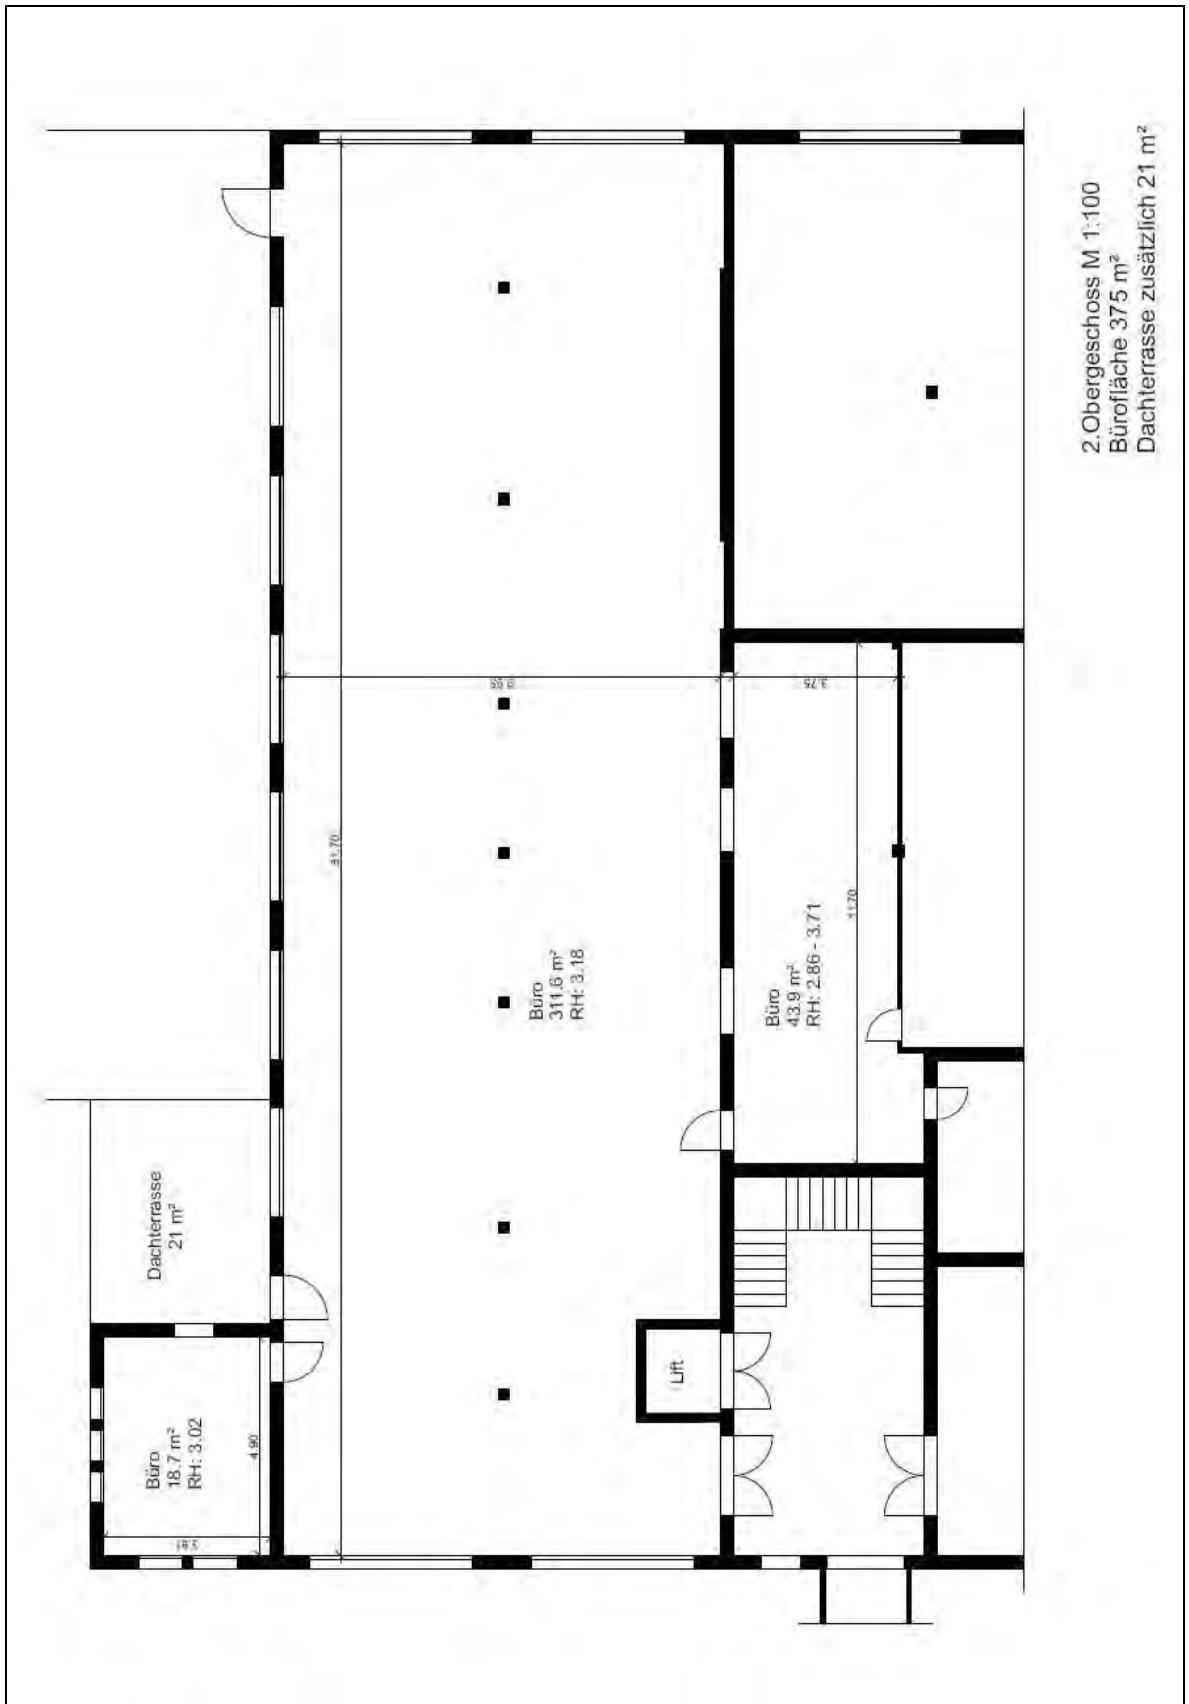 2.Obergeschoss M 1:100
Bürofläche 375 m²
Dachterrasse zusätzlich 21 m²
Büro
18.7 m²
RH: 3.02
4.90
Dachterrasse
21 m²
31.70
Büro
311.6 m²
RH: 3.18
Lift
Büro
43.9 m²
RH: 2.86 - 3.71
11.70
3.75